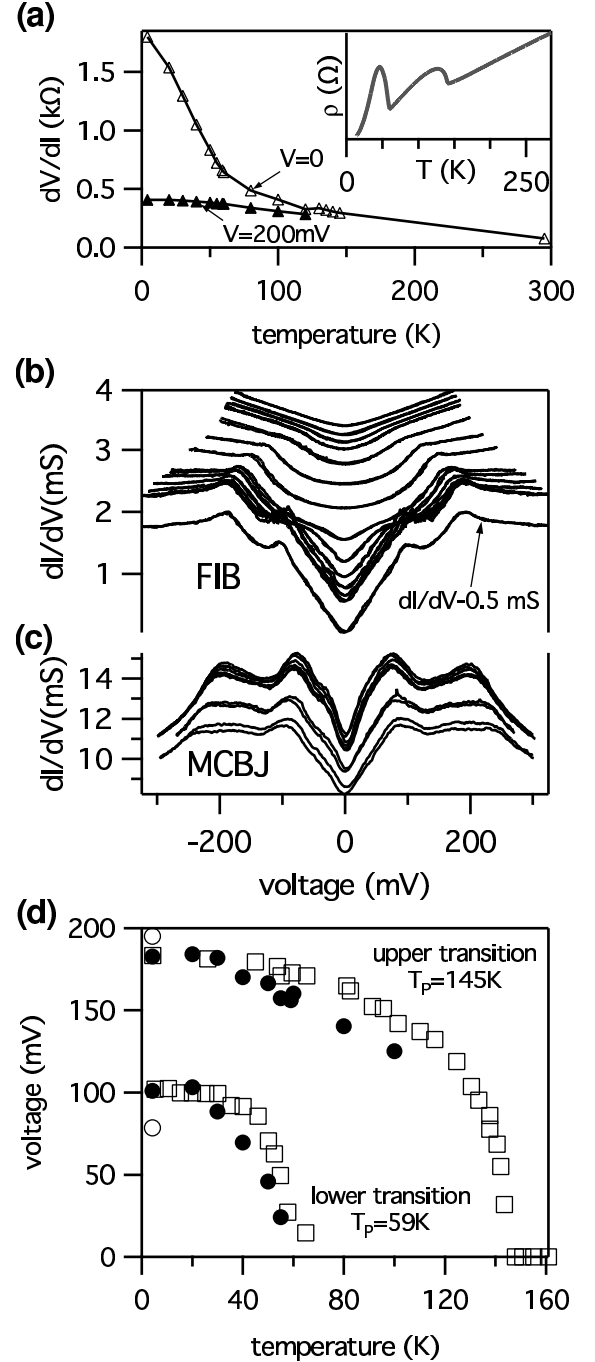 (a)
dV/dI (kΩ)
1.5
1.0
0.5
0.0
V=0
V=200mV
ρ (Ω)
0
T (K)
250
0
100
200
300
temperature (K)
(b)
dI/dV(mS)
4
3
2
1
FIB
dI/dV-0.5 mS
(c)
dI/dV(mS)
14
12
10
MCBJ
-200
0
200
voltage (mV)
(d)
voltage (mV)
200
150
100
50
0
upper transition
TP=145K
lower transition
TP=59K
0
40
80
120
160
temperature (K)